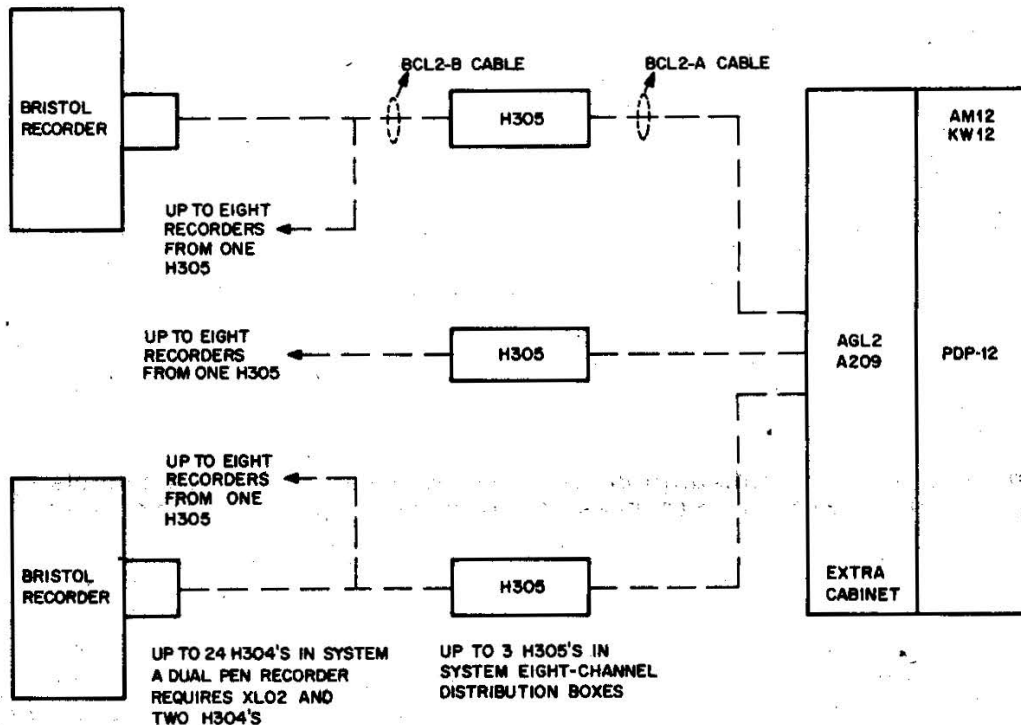 BCL2-B CABLE
BCL2-A CABLE
BRISTOL
RECORDER
H305
AM12
KW12
UP TO EIGHT
RECORDERS
FROM ONE
H305
UP TO EIGHT
RECORDERS
FROM ONE H305
H305
AGL2
A209
PDP-12
UP TO EIGHT
RECORDERS
FROM ONE
H305
BRISTOL
RECORDER
H305
EXTRA
CABINET
UP TO 24 H304'S IN SYSTEM
A DUAL PEN RECORDER
REQUIRES XL02 AND
TWO H304'S
UP TO 3 H305'S IN
SYSTEM EIGHT-CHANNEL
DISTRIBUTION BOXES